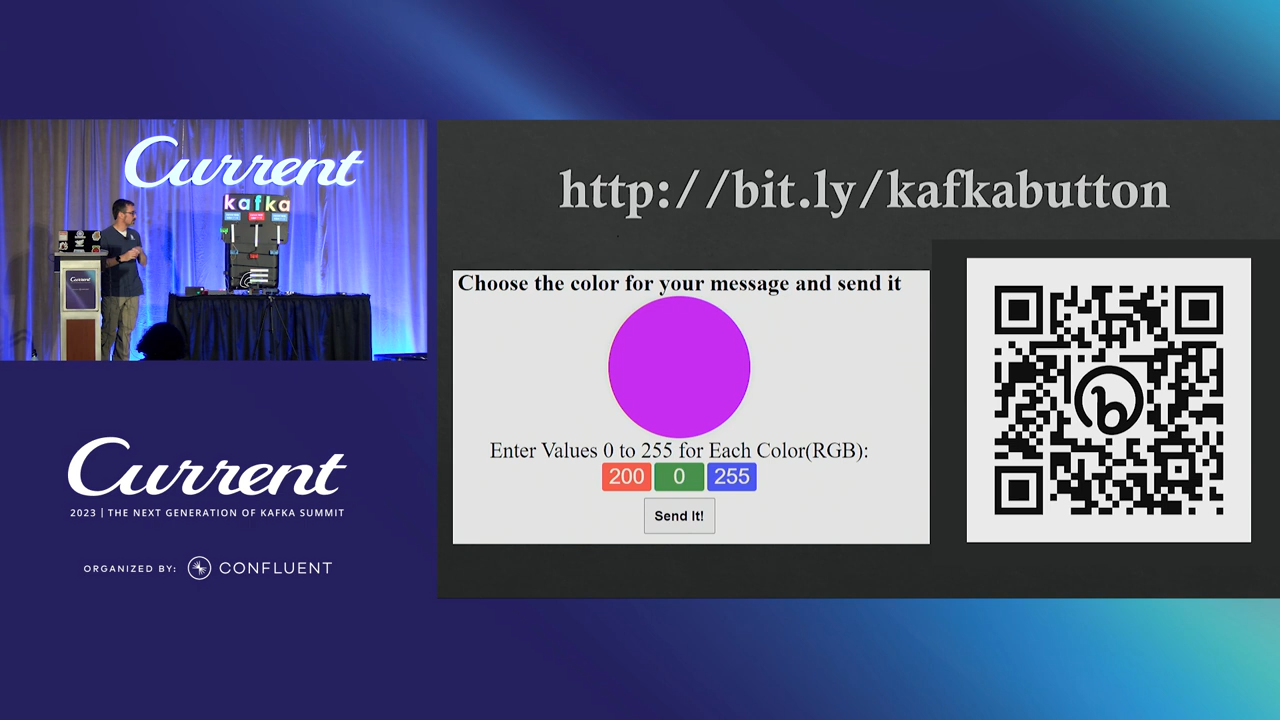 Current
kafka
Current
Current
2023 | THE NEXT GENERATION OF KAFKA SUMMIT
ORGANIZED BY: CONFLUENT
http://bit.ly/kafkabutton
Choose the color for your message and send it
Enter Values 0 to 255 for Each Color(RGB):
200 0 255
Send It!
b